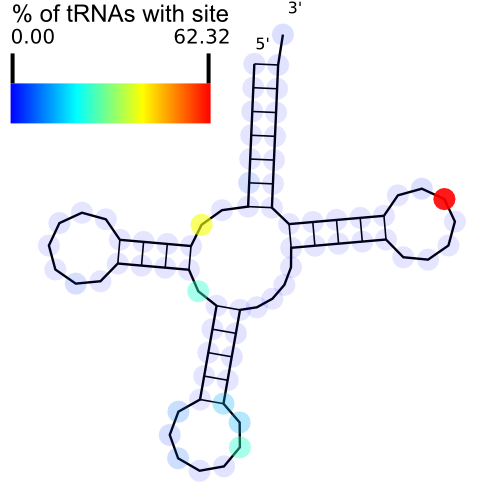 % of tRNAs with site
0.00 62.32
3'
5'